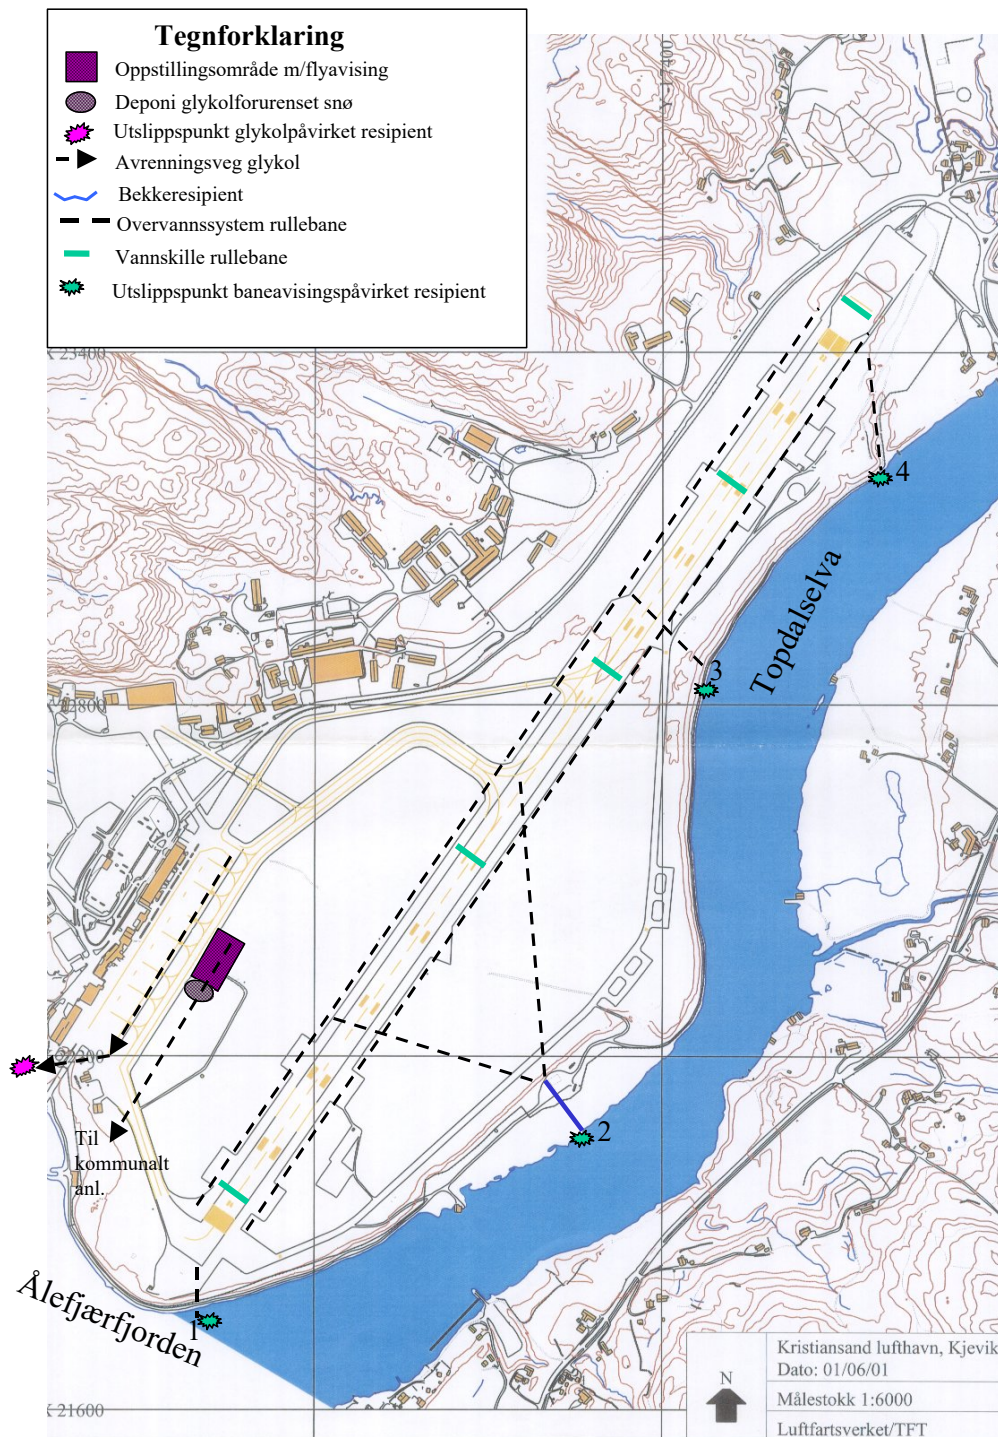 Tegnforklaring
Oppstillingsområde m/flyavising
Deponi glykolforurenset snø
Utslippspunkt glykolpåvirket resipient
Avrenningsveg glykol
Bekkeresipient
Overvannssystem rullebane
Vannskille rullebane
Utslippspunkt baneavisingspåvirket resipient
X 23400
4
Topdalselva
3
22800
2
Til
kommunalt
anl.
Ålefjærfjorden
1
X 21600
N
Kristiansand lufthavn, Kjevik
Dato: 01/06/01
Målestokk 1:6000
Luftfartsverket/TFT